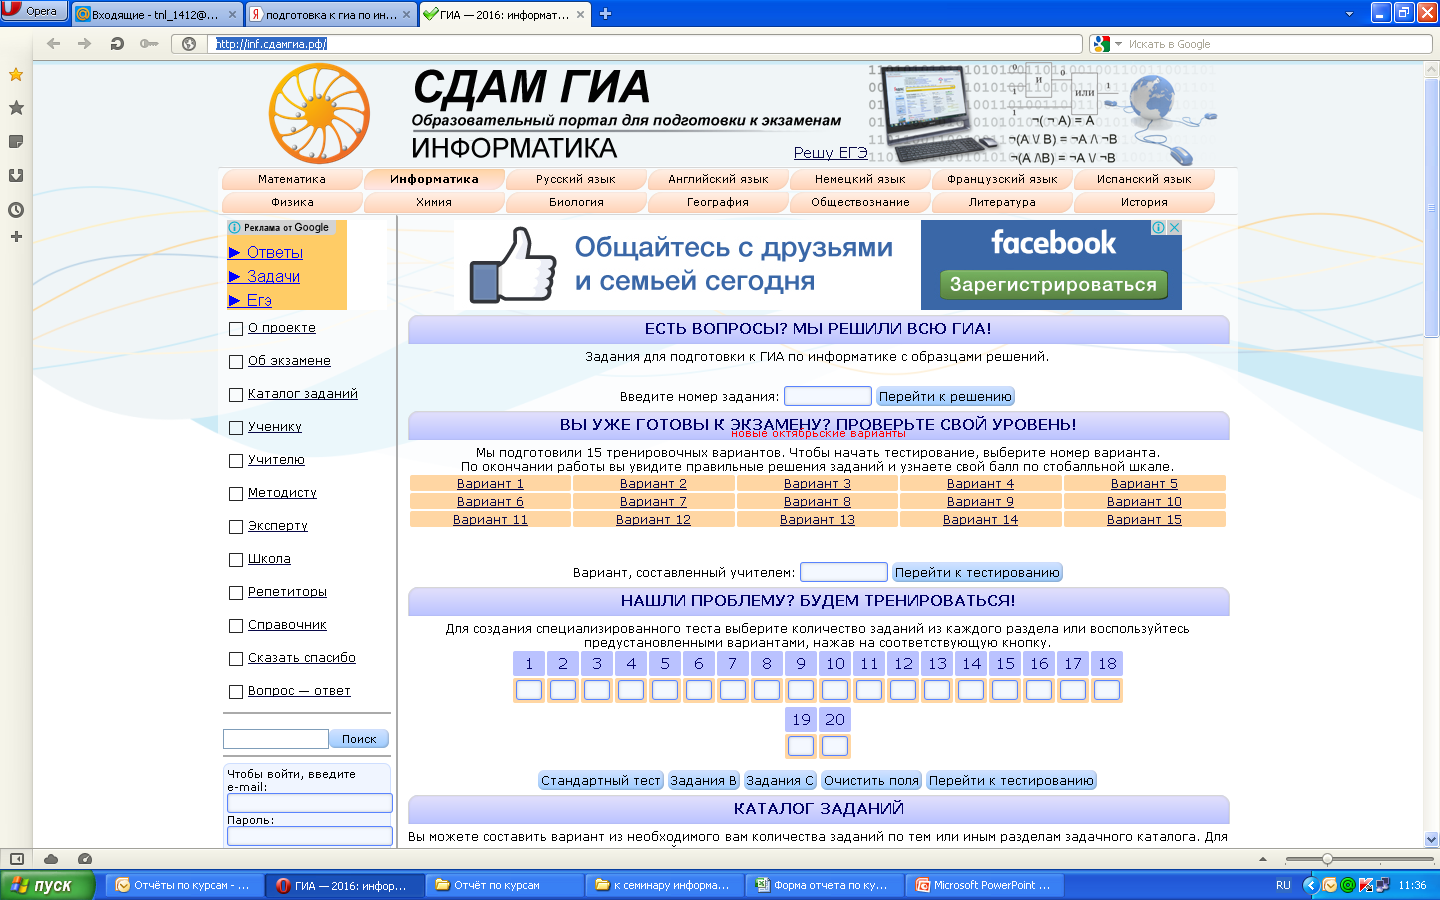 Opera
Входящие - tnl_1412@...
подготовка к гиа по ин...
ГИА — 2016: информат...
http://inf.сдамгиа.рф/
Искать в Google
СДАМ ГИА
Образовательный портал для подготовки к экзаменам
ИНФОРМАТИКА
Решу ЕГЭ
и
или
¬(¬ A) = A
¬(A \/ B) = ¬A /\ ¬B
¬(A /\B) = ¬A \/ ¬B
Математика
Информатика
Русский язык
Английский язык
Немецкий язык
Французский язык
Испанский язык
Физика
Химия
Биология
География
Обществознание
Литература
История
Реклама от Google
► Ответы
► Задачи
► Егэ
Общайтесь с друзьями
и семьей сегодня
facebook
Зарегистрироваться
О проекте
Об экзамене
Каталог заданий
Ученику
Учителю
Методисту
Эксперту
Школа
Репетиторы
Справочник
Сказать спасибо
Вопрос — ответ
Поиск
Чтобы войти, введите
e-mail:
Пароль:
ЕСТЬ ВОПРОСЫ? МЫ РЕШИЛИ ВСЮ ГИА!
Задания для подготовки к ГИА по информатике с образцами решений.
Введите номер задания:
Перейти к решению
ВЫ УЖЕ ГОТОВЫ К ЭКЗАМЕНУ? ПРОВЕРЬТЕ СВОЙ УРОВЕНЬ!
новые октябрьские варианты
Мы подготовили 15 тренировочных вариантов. Чтобы начать тестирование, выберите номер варианта.
По окончании работы вы увидите правильные решения заданий и узнаете свой балл по стобалльной шкале.
Вариант 1
Вариант 2
Вариант 3
Вариант 4
Вариант 5
Вариант 6
Вариант 7
Вариант 8
Вариант 9
Вариант 10
Вариант 11
Вариант 12
Вариант 13
Вариант 14
Вариант 15
Вариант, составленный учителем:
Перейти к тестированию
НАШЛИ ПРОБЛЕМУ? БУДЕМ ТРЕНИРОВАТЬСЯ!
Для создания специализированного теста выберите количество заданий из каждого раздела или воспользуйтесь
предустановленными вариантами, нажав на соответствующую кнопку.
1 2 3 4 5 6 7 8 9 10 11 12 13 14 15 16 17 18
19 20
Стандартный тест
Задания B
Задания C
Очистить поля
Перейти к тестированию
КАТАЛОГ ЗАДАНИЙ
Вы можете составить вариант из необходимого вам количества заданий по тем или иным разделам задачного каталога. Для
пуск
Отчёты по курсам - ...
ГИА — 2016: инфор...
Отчёт по курсам
к семинару информа...
Форма отчета по ку...
Microsoft PowerPoint ...
RU
11:36